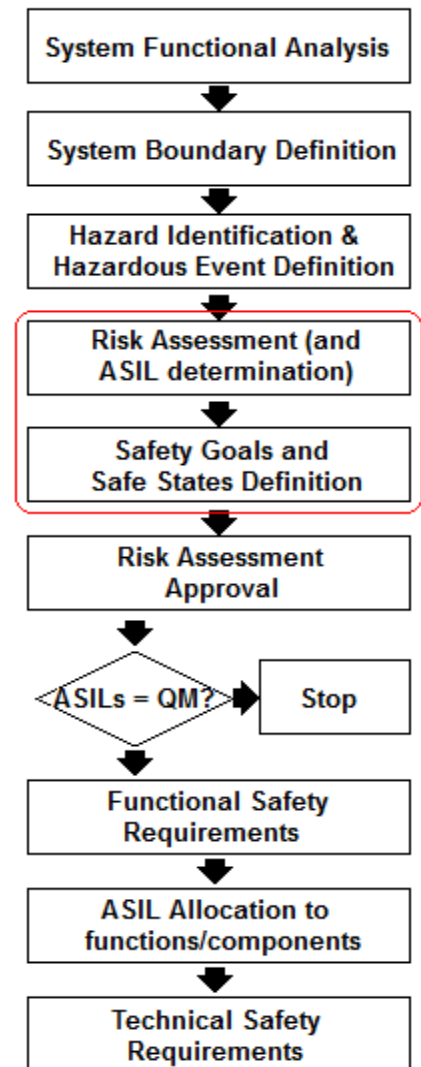 System Functional Analysis
System Boundary Definition
Hazard Identification &
Hazardous Event Definition
Risk Assessment (and
ASIL determination)
Safety Goals and
Safe States Definition
Risk Assessment
Approval
ASILs = QM?
Stop
Functional Safety
Requirements
ASIL Allocation to
functions/components
Technical Safety
Requirements